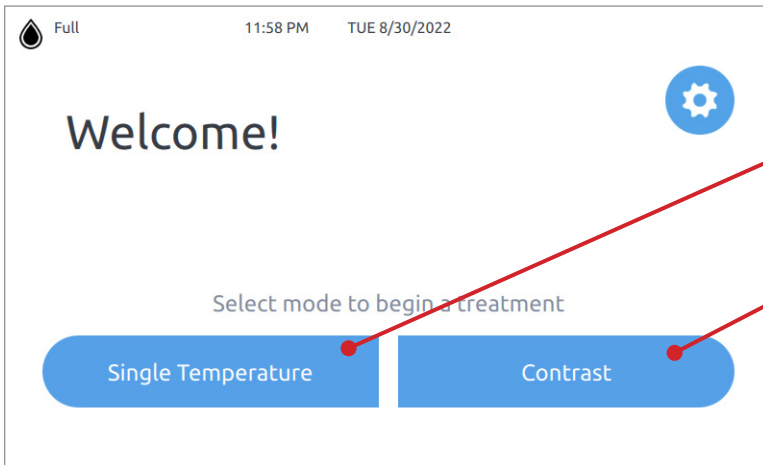 Full 11:58 PM TUE 8/30/2022
Welcome!
Select mode to begin a treatment
Single Temperature Contrast